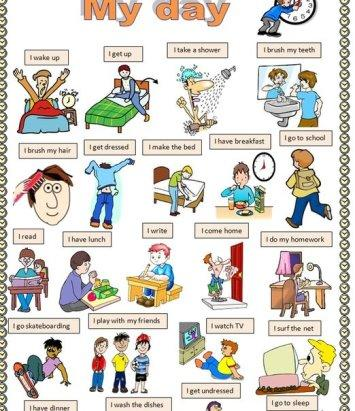 My day
I wake up
I get up
I take a shower
I brush my teeth
I brush my hair
I get dressed
I make the bed
I have breakfast
I go to school
I read
I have lunch
I write
I come home
I do my homework
I go skateboarding
I play with my friends
I watch TV
I surf the net
I have dinner
I wash the dishes
I get undressed
I go to sleep